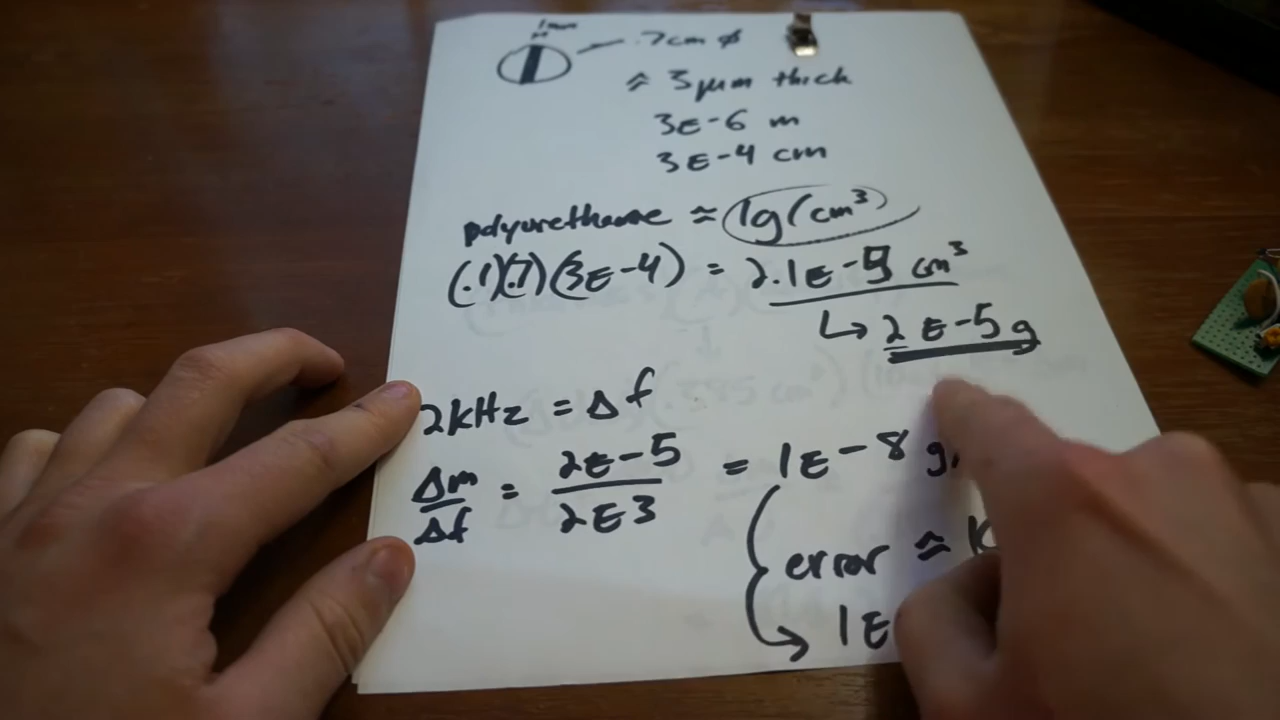 1mm
.7cm ϕ
≈ 3µm thick
3E-6 m
3E-4 cm
polyurethane ≈ 1g/cm³
(.1)(.7)(3E-4) = 2.1E-5 cm³
↳ 2E-5g
2kHz = Δf
Δm/Δf = 2E-5/2E3 = 1E-8 g
error ≈
1E